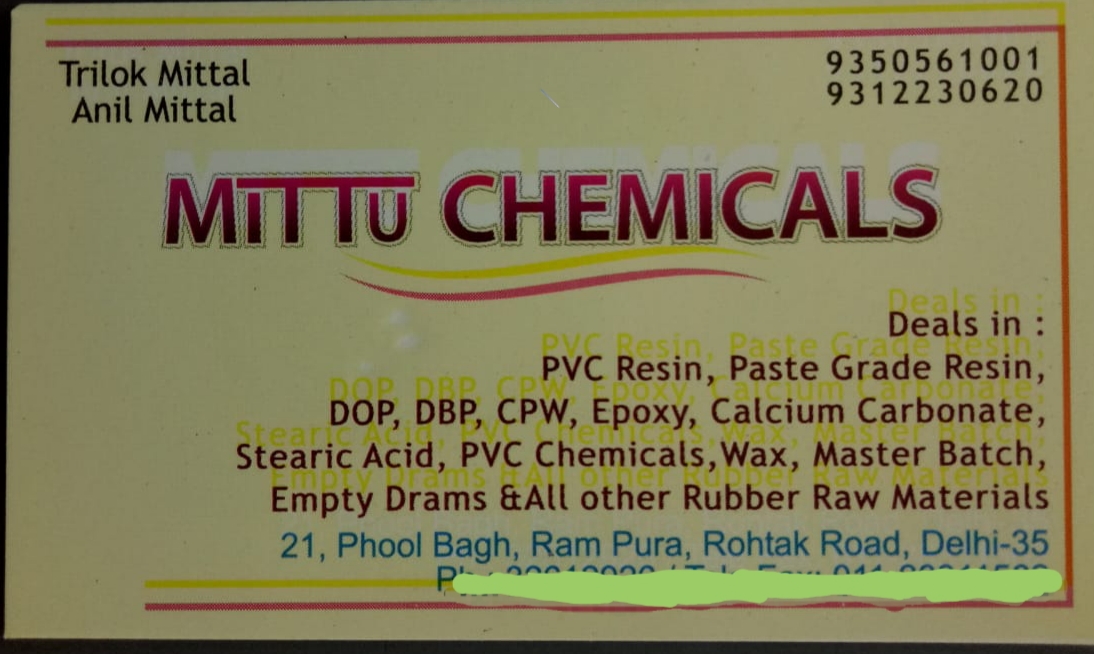 Trilok Mittal
Anil Mittal
9350561001
9312230620
MiTTU CHEMICALS
Deals in :
PVC Resin, Paste Grade Resin,
DOP, DBP, CPW, Epoxy, Calcium Carbonate,
Stearic Acid, PVC Chemicals,Wax, Master Batch,
Empty Drams &All other Rubber Raw Materials
21, Phool Bagh, Ram Pura, Rohtak Road, Delhi-35